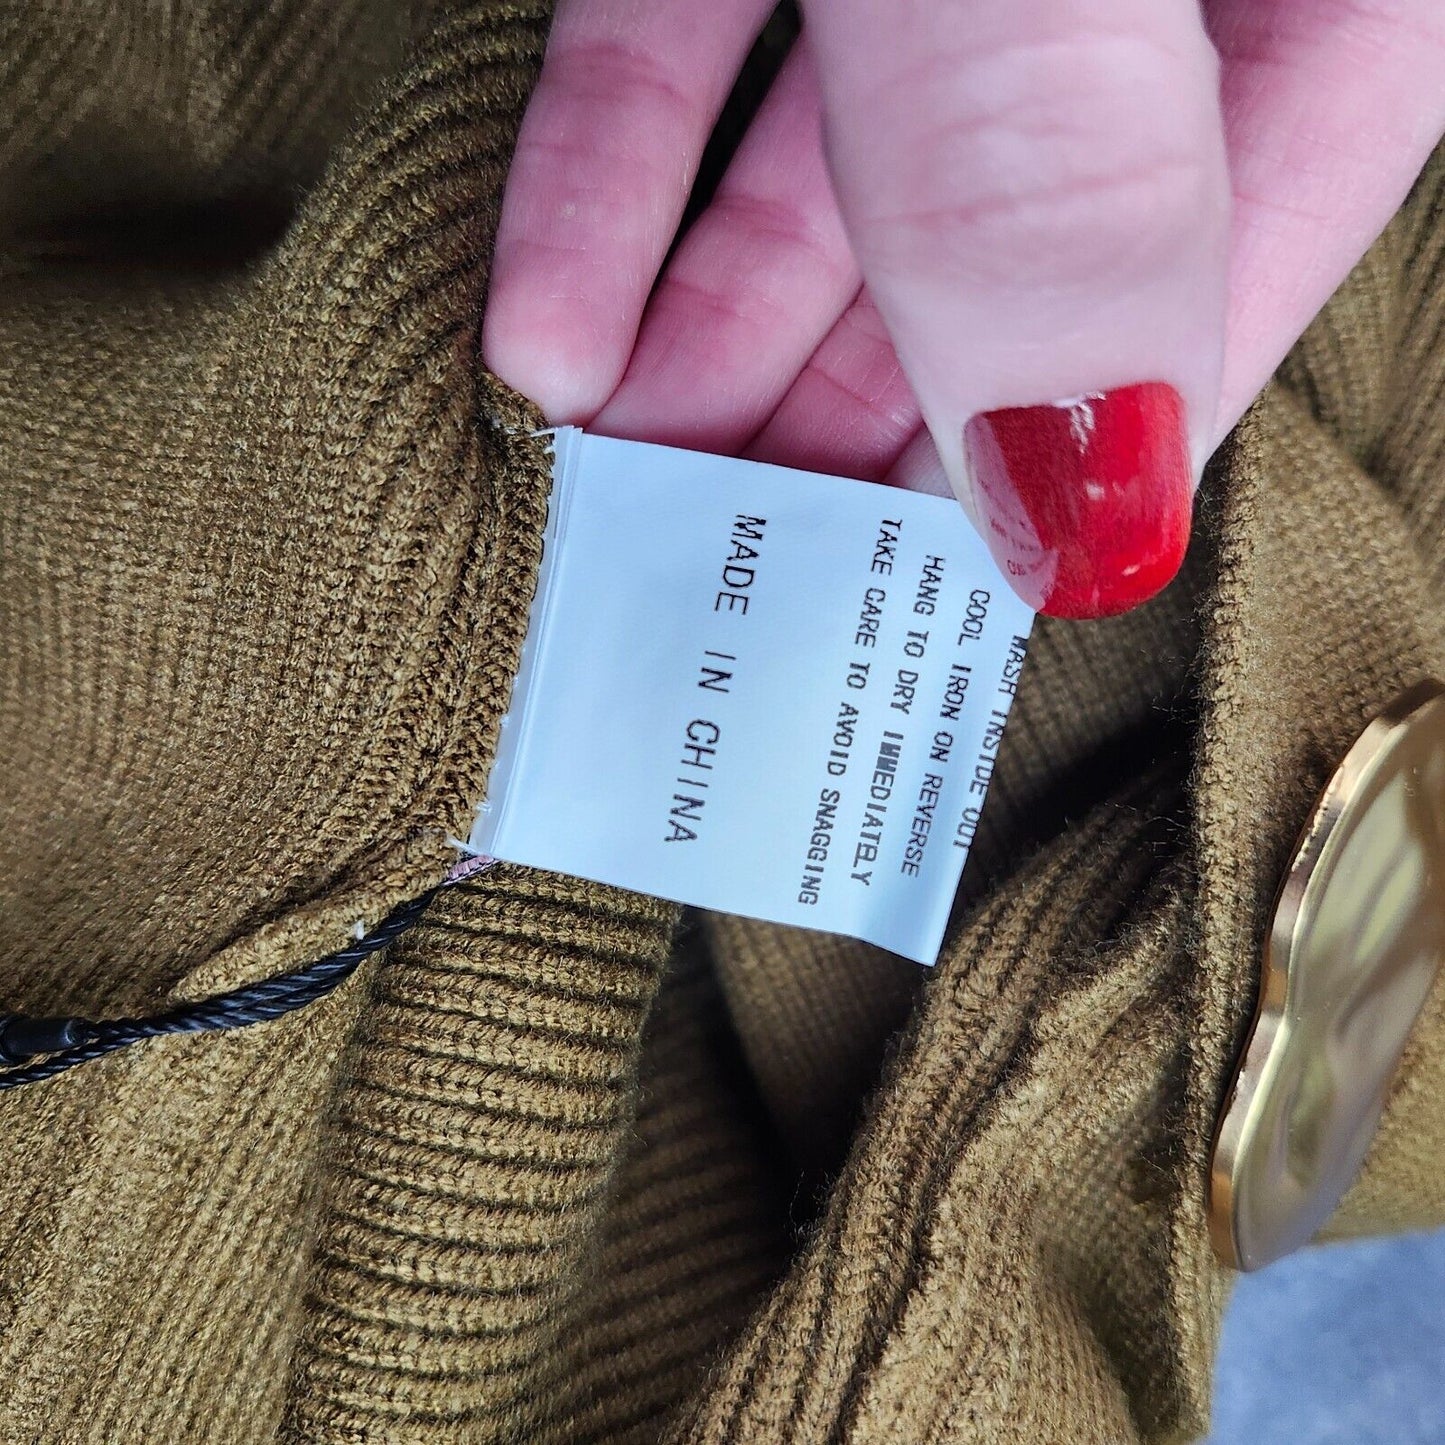 WASH INSIDE OUT
COOL IRON ON REVERSE
HANG TO DRY IMMEDIATELY
TAKE CARE TO AVOID SNAGGING
MADE IN CHINA